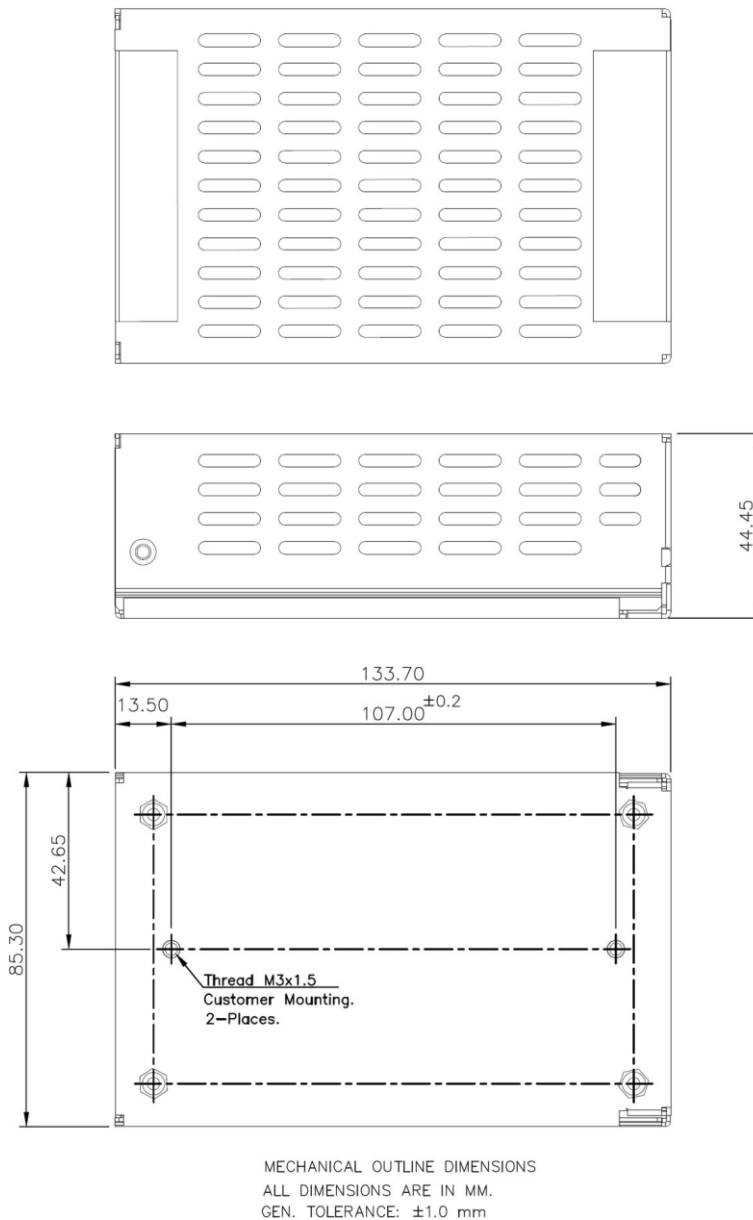 44.45
133.70
13.50
107.00±0.2
42.65
85.30
Thread M3x1.5
Customer Mounting.
2-Places.
MECHANICAL OUTLINE DIMENSIONS
ALL DIMENSIONS ARE IN MM.
GEN. TOLERANCE: ±1.0 mm